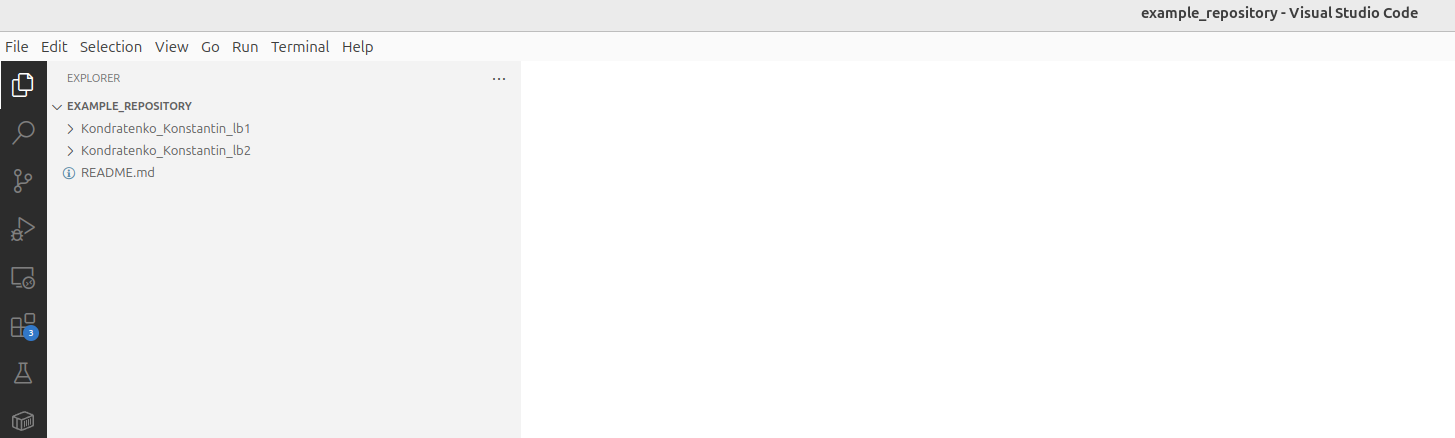 example_repository - Visual Studio Code
File Edit Selection View Go Run Terminal Help
EXPLORER ...
EXAMPLE_REPOSITORY
Kondratenko_Konstantin_lb1
Kondratenko_Konstantin_lb2
README.md
3